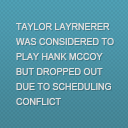 TAYLOR LAYRNERER
WAS CONSIDERED TO
PLAY HANK MCCOY
BUT DROPPED OUT
DUE TO SCHEDULING
CONFLICT